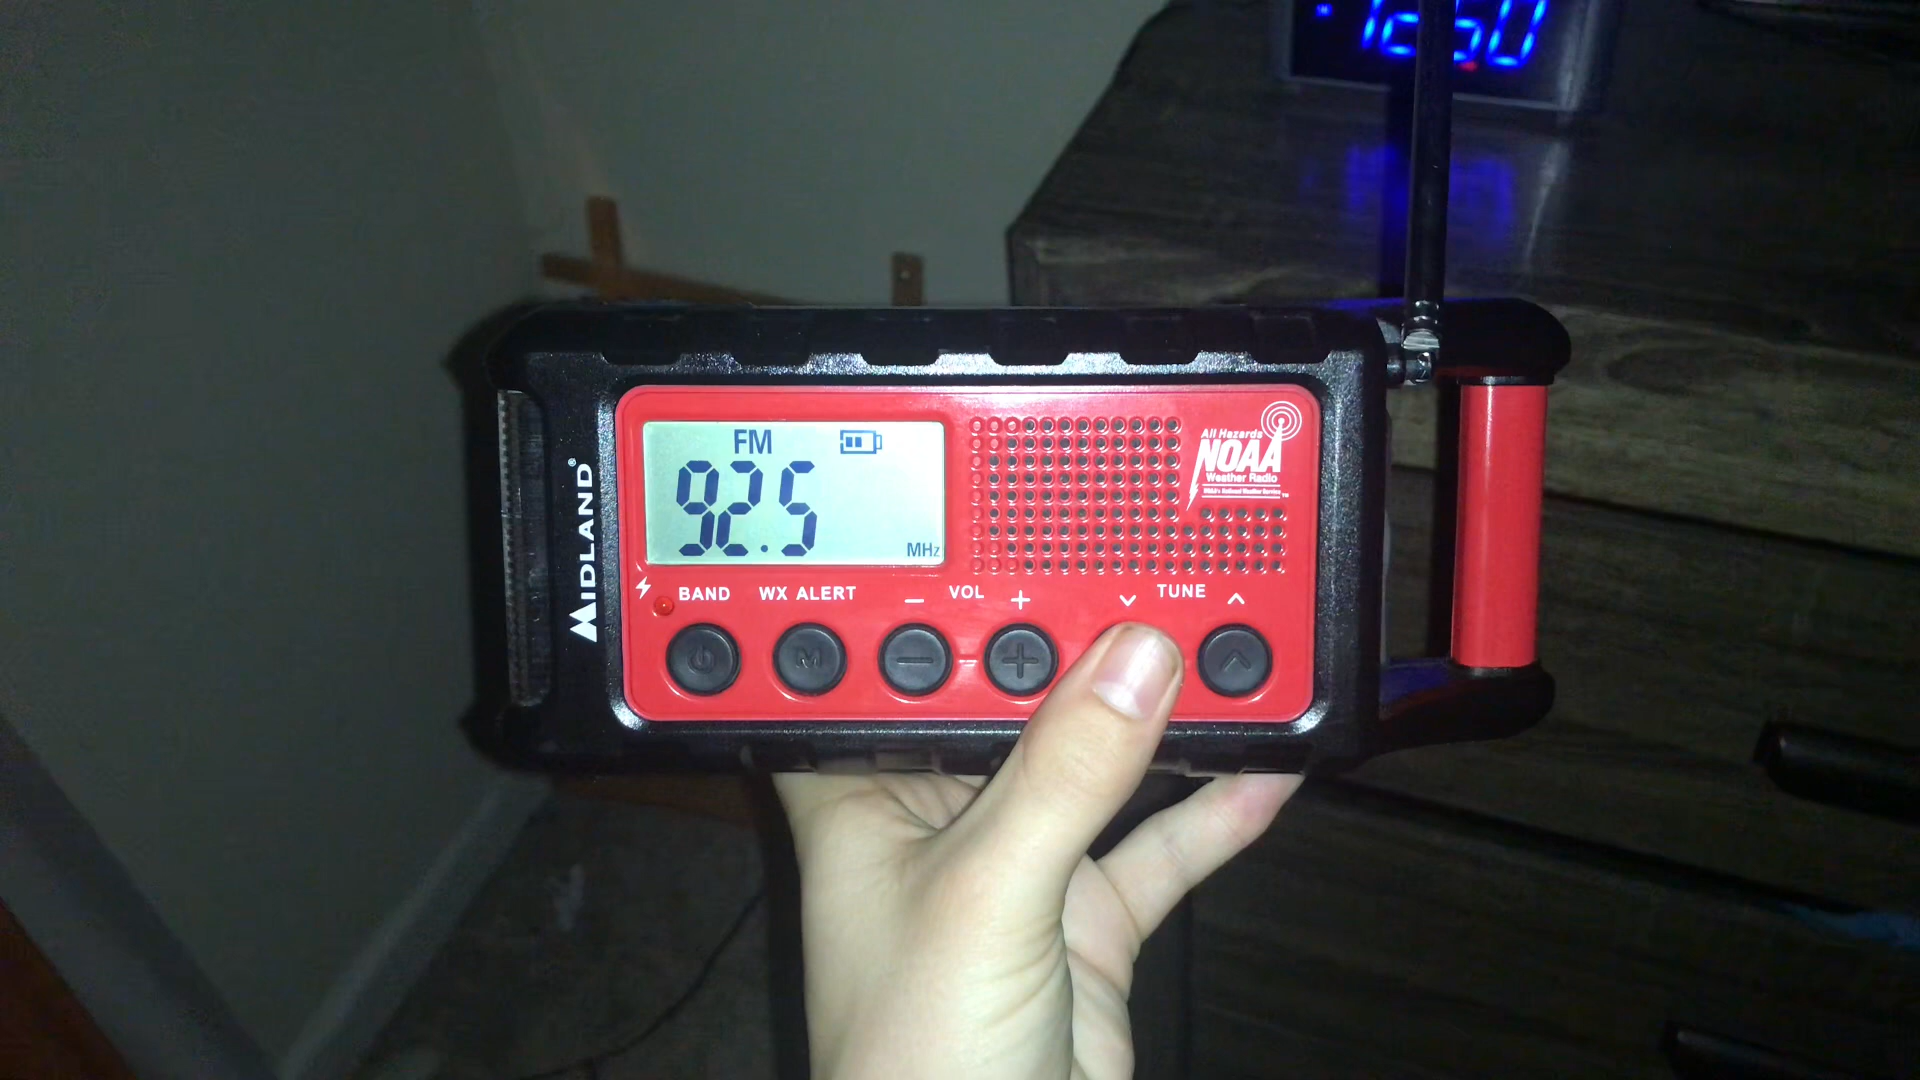 MIDLAND®
FM
92.5
MHz
All Hazards
NOAA
Weather Radio
BAND
WX ALERT
VOL
TUNE
M